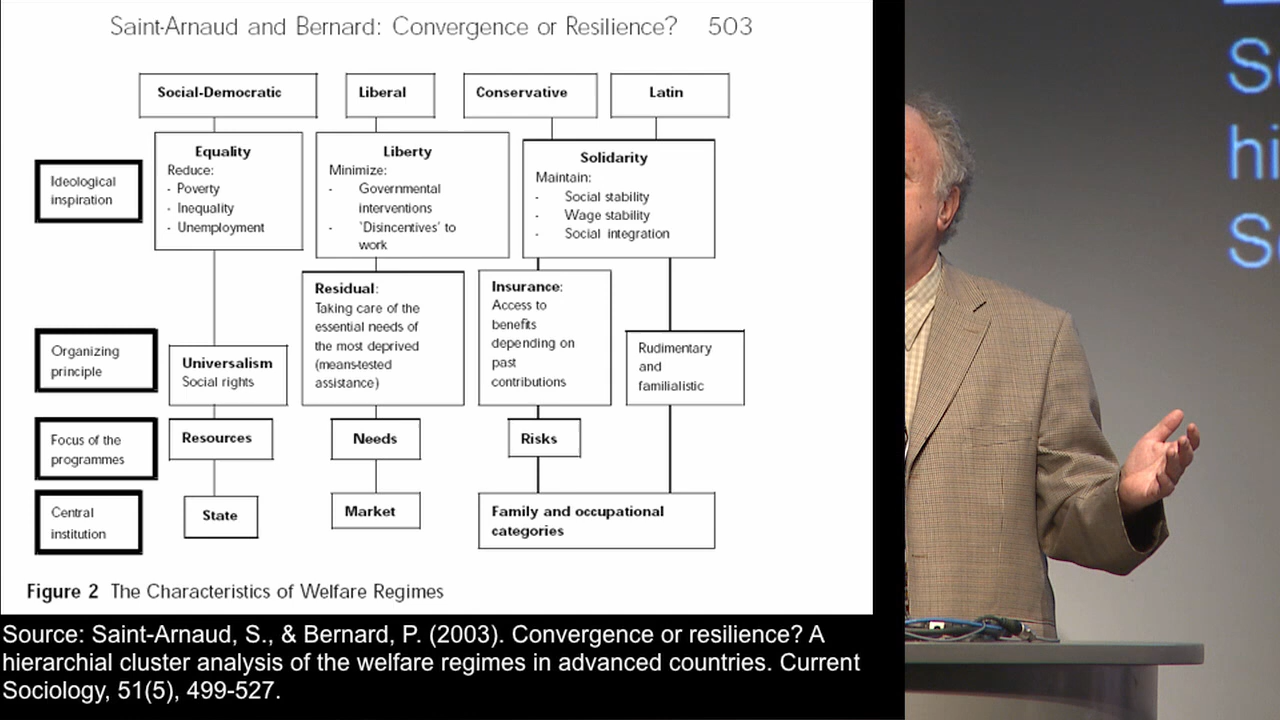 Saint-Arnaud and Bernard: Convergence or Resilience? 503
Social-Democratic
Liberal
Conservative
Latin
Ideological
inspiration
Equality
Reduce:
- Poverty
- Inequality
- Unemployment
Liberty
Minimize:
- Governmental
interventions
- 'Disincentives' to
work
Solidarity
Maintain:
- Social stability
- Wage stability
- Social integration
Organizing
principle
Universalism
Social rights
Residual:
Taking care of the
essential needs of
the most deprived
(means-tested
assistance)
Insurance:
Access to
benefits
depending on
past
contributions
Rudimentary
and
familialistic
Focus of the
programmes
Resources
Needs
Risks
Central
institution
State
Market
Family and occupational
categories
Figure 2 The Characteristics of Welfare Regimes
Source: Saint-Arnaud, S., & Bernard, P. (2003). Convergence or resilience? A
hierarchial cluster analysis of the welfare regimes in advanced countries. Current
Sociology, 51(5), 499-527.